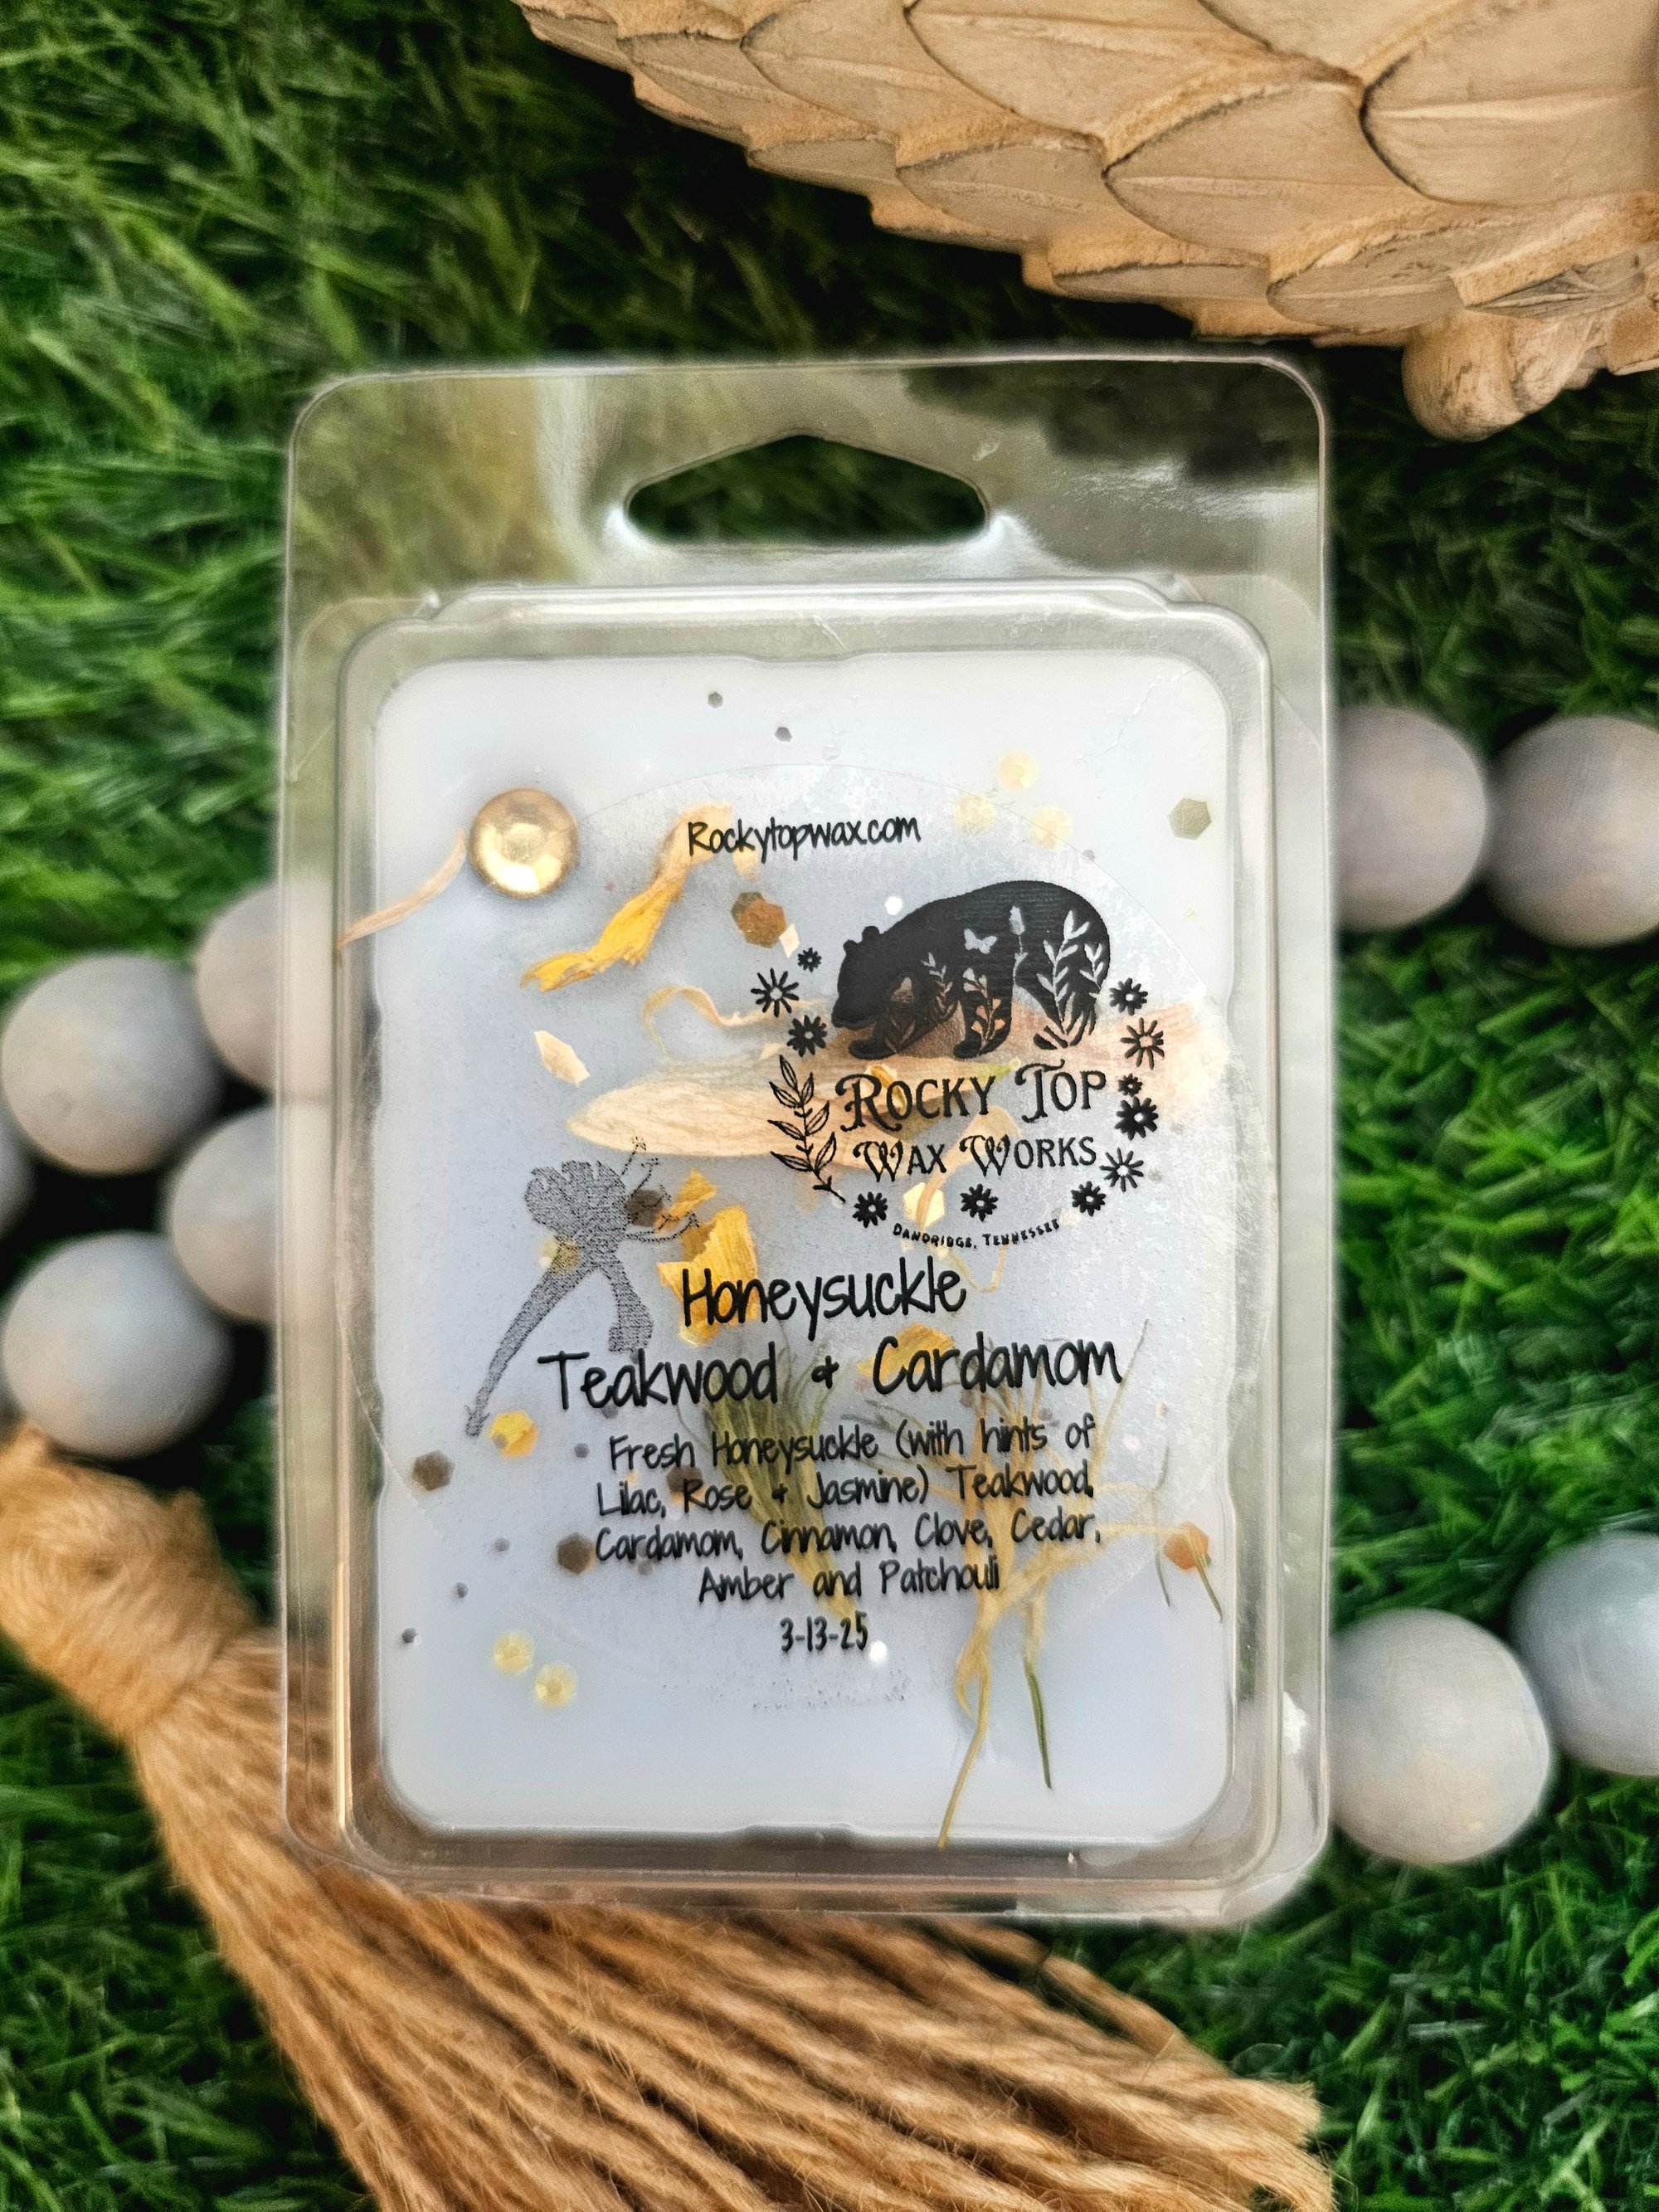 Rockytopwax.com
Rocky Top
Wax Works
Dandridge, Tennessee
Honeysuckle
Teakwood & Cardamom
Fresh Honeysuckle (with hints of
Lilac, Rose & Jasmine) Teakwood,
Cardamom, Cinnamon, Clove, Cedar,
Amber and Patchouli
3-13-25